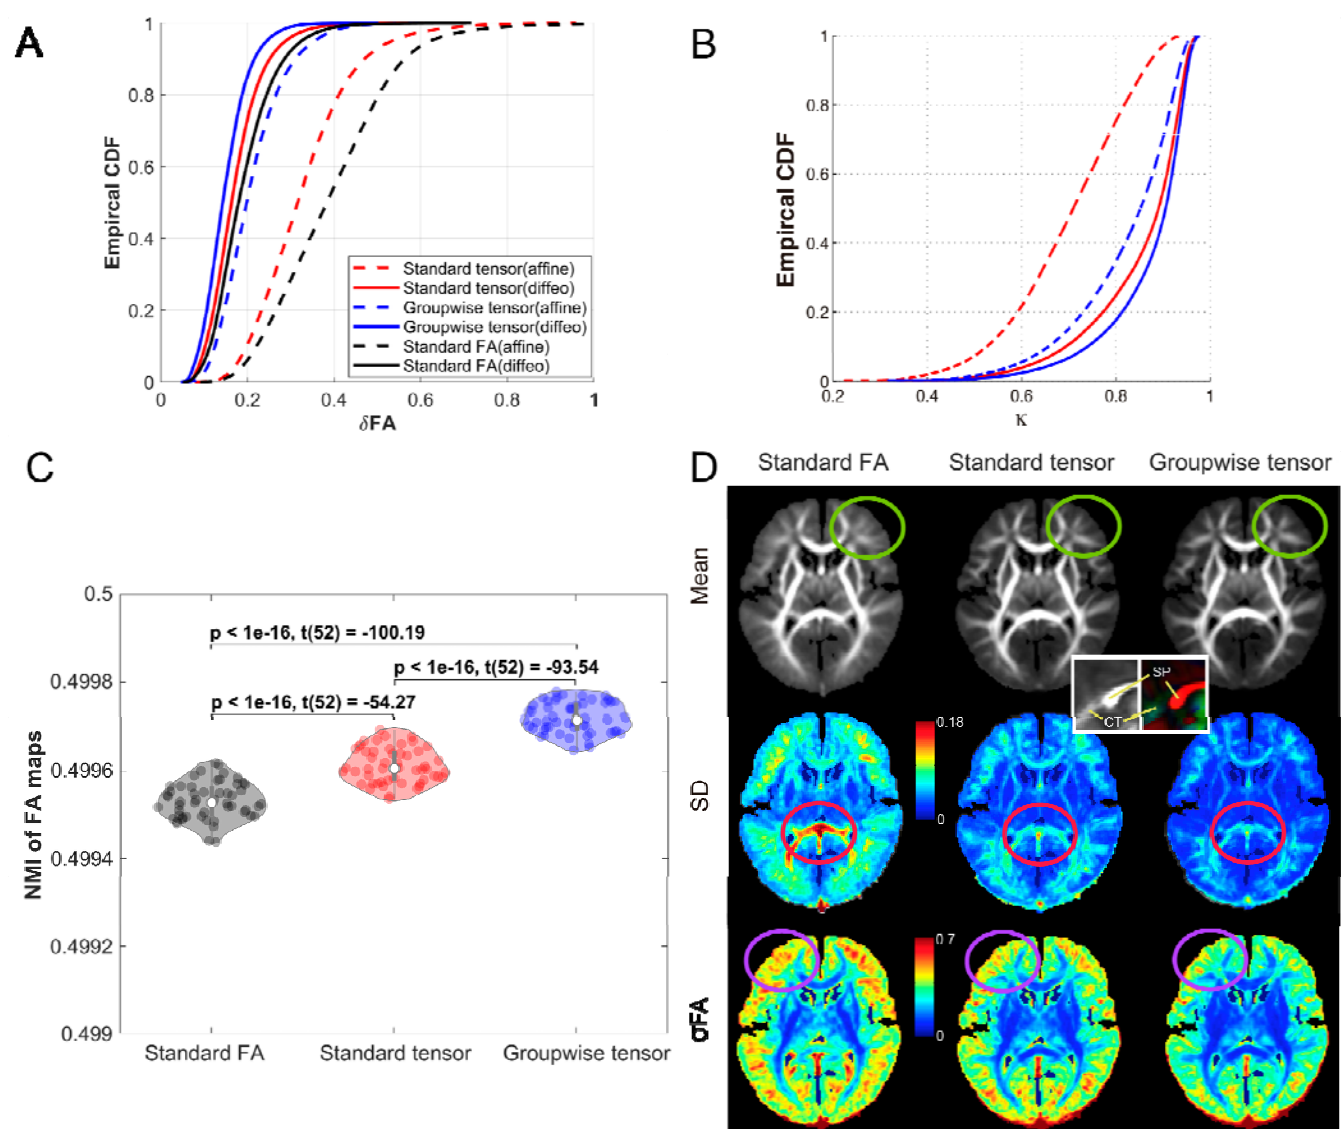 A
B
1
0.8
0.6
0.4
0.2
0
Empircal CDF
0
0.2
0.4
0.6
0.8
1
δFA
Standard tensor(affine)
Standard tensor(diffeo)
Groupwise tensor(affine)
Groupwise tensor(diffeo)
Standard FA(affine)
Standard FA(diffeo)
1
0.8
0.6
0.4
0.2
0
Empircal CDF
0.2
0.4
0.6
0.8
1
κ
C
0.5
0.4998
0.4996
0.4994
0.4992
0.499
NMI of FA maps
p < 1e-16, t(52) = -100.19
p < 1e-16, t(52) = -93.54
p < 1e-16, t(52) = -54.27
Standard FA
Standard tensor
Groupwise tensor
D
Standard FA
Standard tensor
Groupwise tensor
Mean
SP
CT
SD
0.18
0
σFA
0 7
0